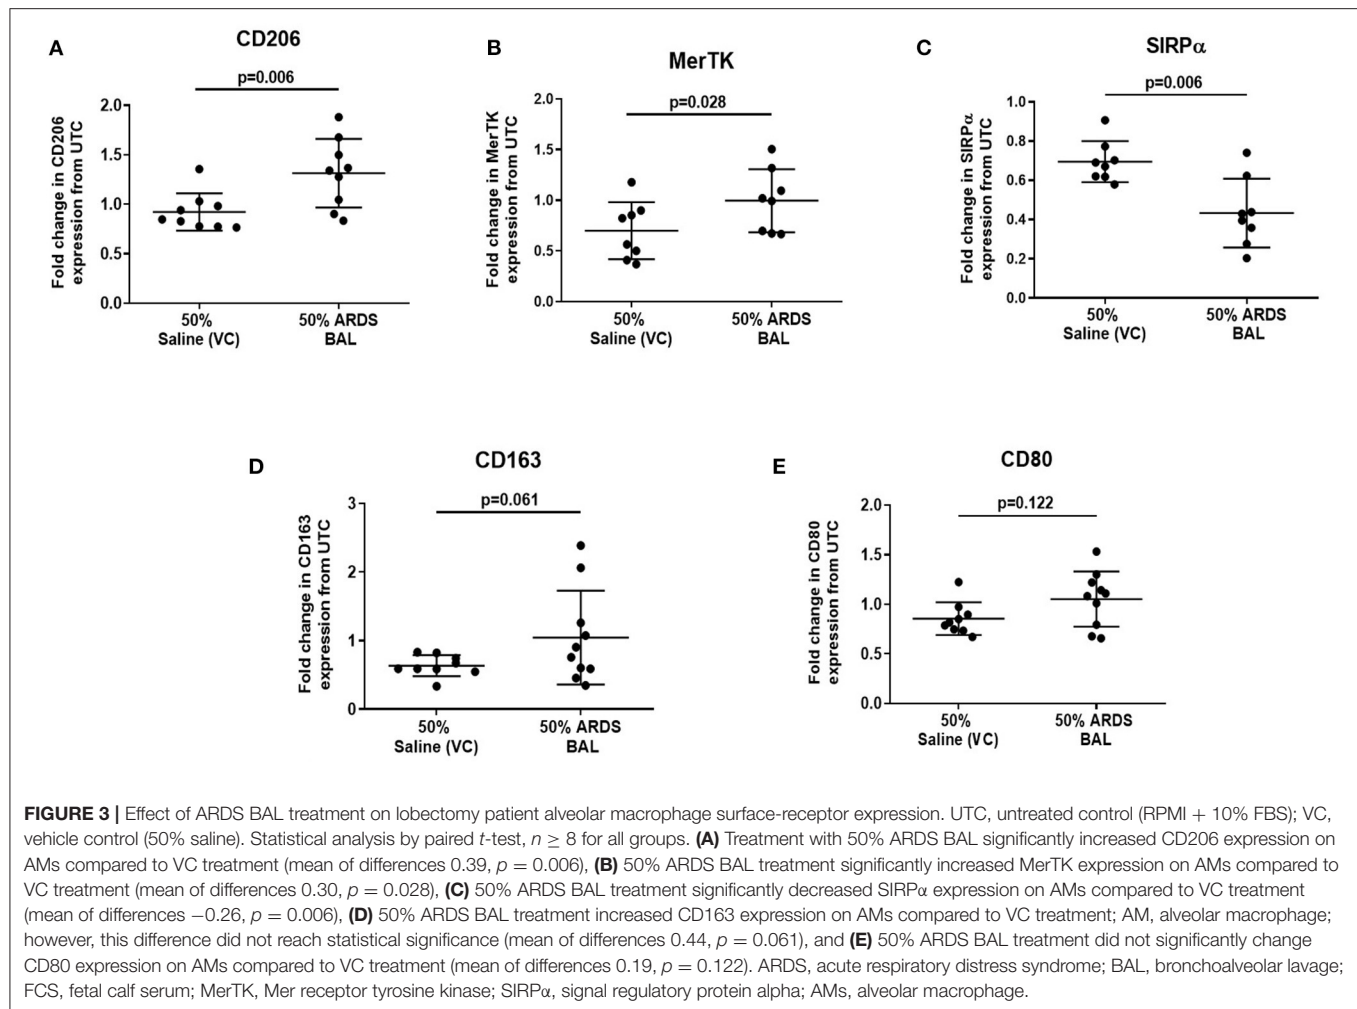 A
CD206
p=0.006
Fold change in CD206
expression from UTC
2.0
1.5
1.0
0.5
0.0
50%
Saline (VC)
50% ARDS
BAL
B
MerTK
p=0.028
Fold change in MerTK
expression from UTC
2.0
1.5
1.0
0.5
0.0
50%
Saline (VC)
50% ARDS
BAL
C
SIRPα
p=0.006
Fold change in SIRPα
expression from UTC
1.0
0.8
0.6
0.4
0.2
0.0
50%
Saline (VC)
50% ARDS
BAL
D
CD163
p=0.061
Fold change in CD163
expression from UTC
3
2
1
0
50%
Saline (VC)
50% ARDS
BAL
E
CD80
p=0.122
Fold change in CD80
expression from UTC
2.0
1.5
1.0
0.5
0.0
50%
Saline (VC)
50% ARDS
BAL
FIGURE 3 | Effect of ARDS BAL treatment on lobectomy patient alveolar macrophage surface-receptor expression. UTC, untreated control (RPMI + 10% FBS); VC,
vehicle control (50% saline). Statistical analysis by paired t-test, n ≥ 8 for all groups. (A) Treatment with 50% ARDS BAL significantly increased CD206 expression on
AMs compared to VC treatment (mean of differences 0.39, p = 0.006), (B) 50% ARDS BAL treatment significantly increased MerTK expression on AMs compared to
VC treatment (mean of differences 0.30, p = 0.028), (C) 50% ARDS BAL treatment significantly decreased SIRPα expression on AMs compared to VC treatment
(mean of differences −0.26, p = 0.006), (D) 50% ARDS BAL treatment increased CD163 expression on AMs compared to VC treatment; AM, alveolar macrophage;
however, this difference did not reach statistical significance (mean of differences 0.44, p = 0.061), and (E) 50% ARDS BAL treatment did not significantly change
CD80 expression on AMs compared to VC treatment (mean of differences 0.19, p = 0.122). ARDS, acute respiratory distress syndrome; BAL, bronchoalveolar lavage;
FCS, fetal calf serum; MerTK, Mer receptor tyrosine kinase; SIRPα, signal regulatory protein alpha; AMs, alveolar macrophage.